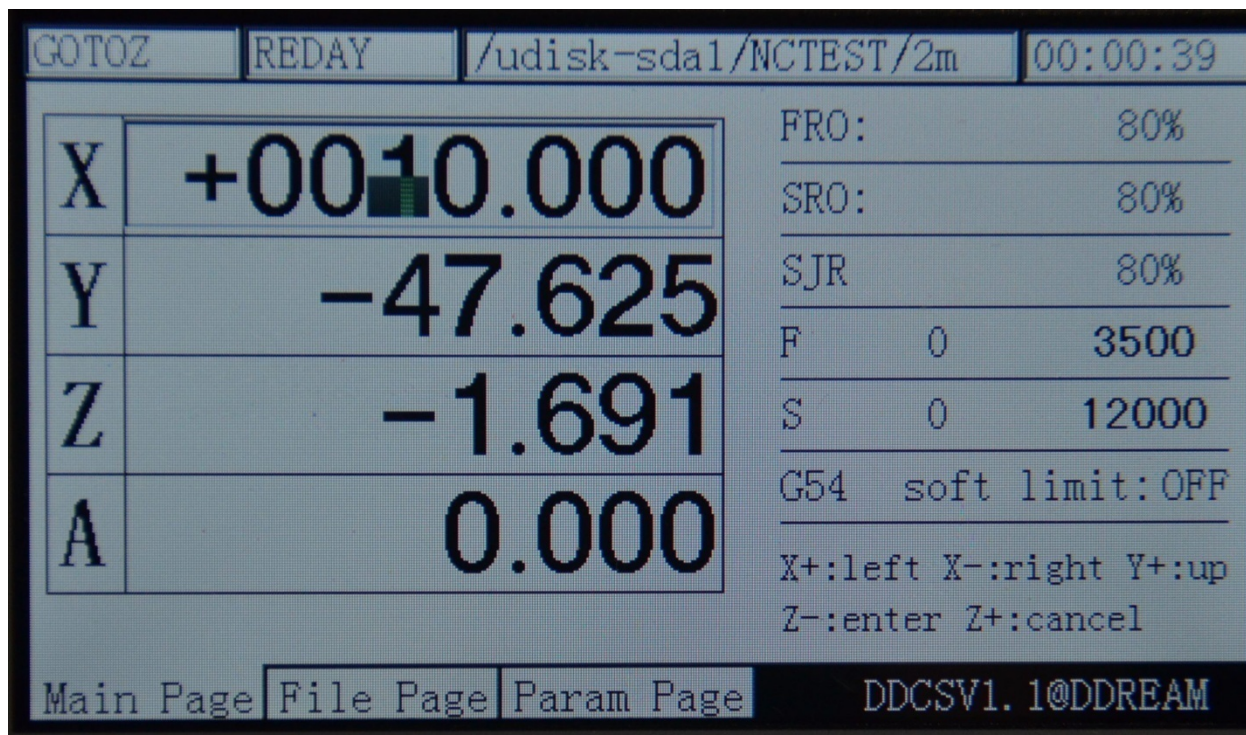 GOTOZ REDAY /udisk-sda1/NCTEST/2m 00:00:39
X +0010.000
Y -47.625
Z -1.691
A 0.000
FRO: 80%
SRO: 80%
SJR 80%
F 0 3500
S 0 12000
G54 soft limit:OFF
X+:left X-:right Y+:up
Z-:enter Z+:cancel
Main Page File Page Param Page DDCSV1.1@DDREAM